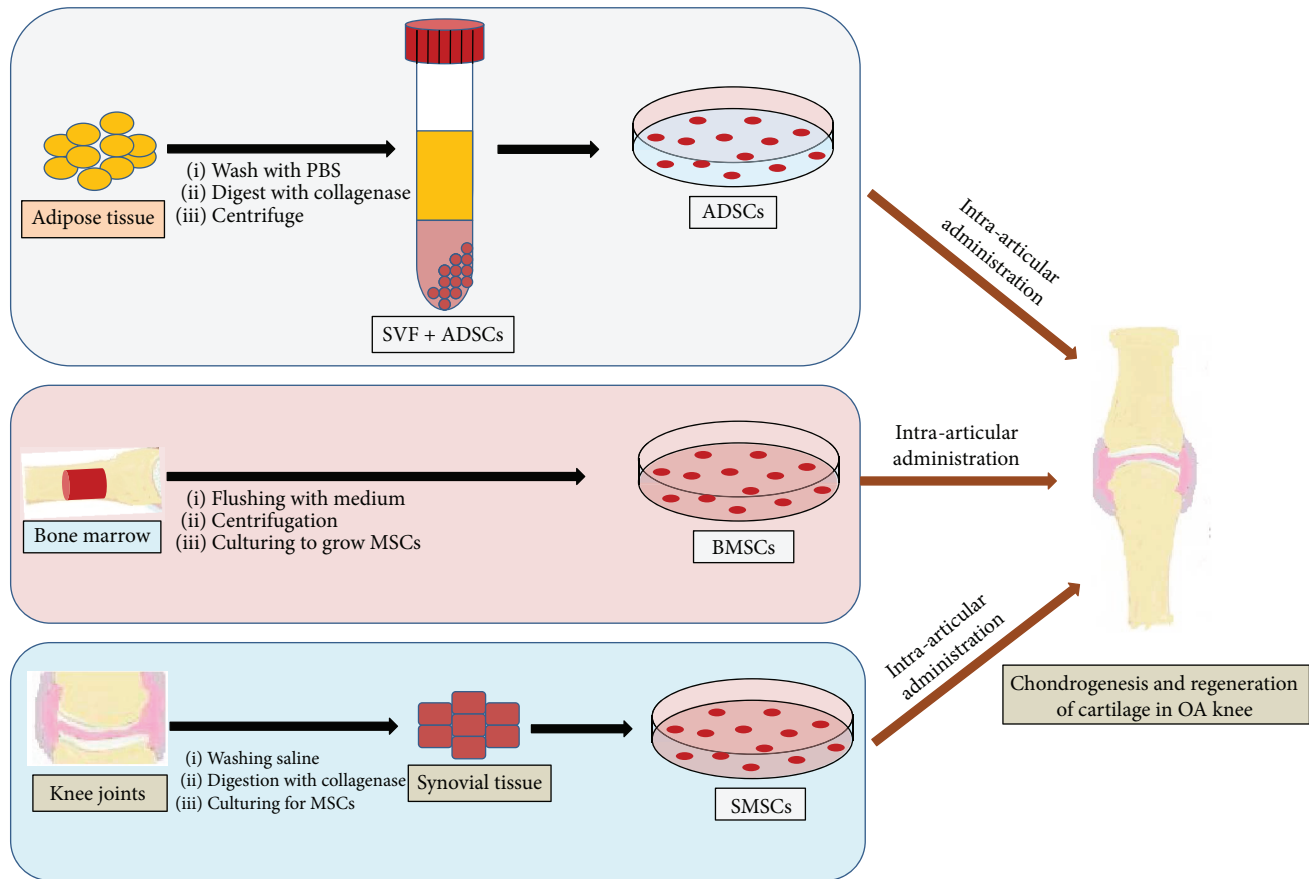 Adipose tissue
(i) Wash with PBS
(ii) Digest with collagenase
(iii) Centrifuge
SVF + ADSCs
ADSCs
Intra-articular
administration
Bone marrow
(i) Flushing with medium
(ii) Centrifugation
(iii) Culturing to grow MSCs
BMSCs
Intra-articular
administration
Knee joints
(i) Washing saline
(ii) Digestion with collagenase
(iii) Culturing for MSCs
Synovial tissue
SMSCs
Intra-articular
administration
Chondrogenesis and regeneration
of cartilage in OA knee